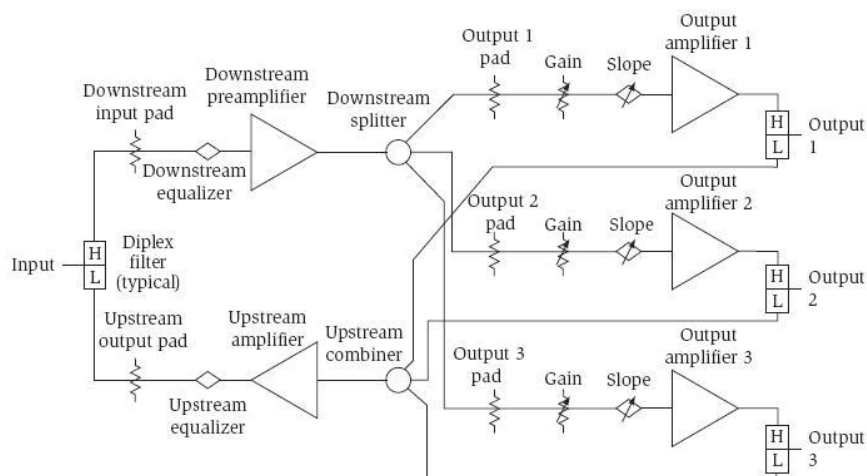 Output 1
pad
Gain
Slope
Output
amplifier 1
Downstream
input pad
Downstream
preamplifier
Downstream
splitter
H
L
Output
1
Downstream
equalizer
Output 2
pad
Gain
Slope
Output
amplifier 2
Input
H
L
Diplex
filter
(typical)
H
L
Output
2
Upstream
output pad
Upstream
amplifier
Upstream
combiner
Upstream
equalizer
Output 3
pad
Gain
Slope
Output
amplifier 3
H
L
Output
3